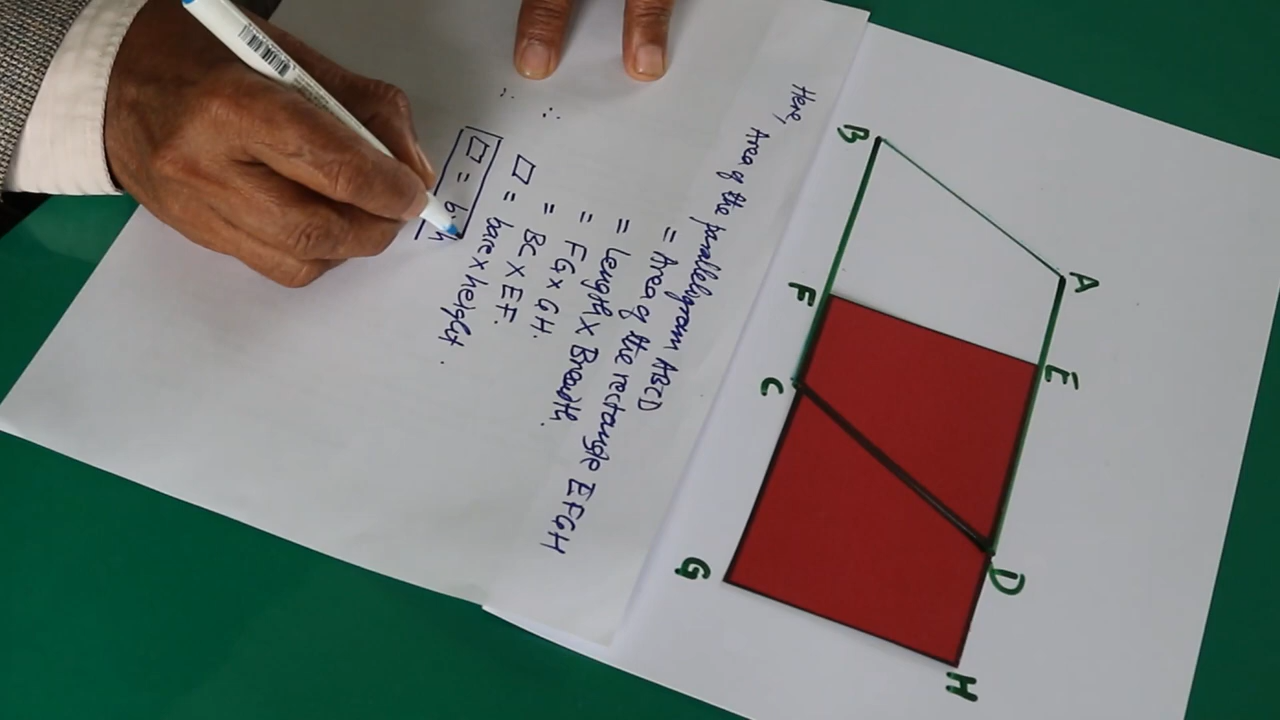 Here,
Area of the parallelogram ABCD
= Area of the rectangle EFGH
= Length x Breadth.
= FG x GH.
= BC x EF.
∴ ▱ = base x height.
∴ ▱ = b.h
A
B
E
F
C
D
G
H